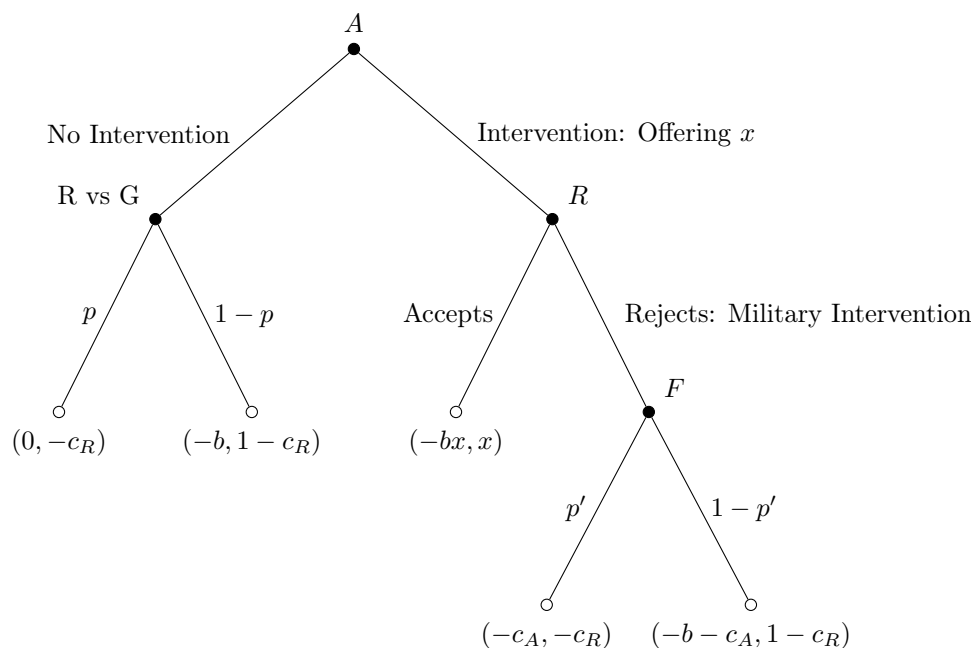 A
No Intervention
Intervention: Offering x
R vs G
R
p
1 − p
Accepts
Rejects: Military Intervention
F
(0, −c_R)
(−b, 1 − c_R)
(−bx, x)
p′
1 − p′
(−c_A, −c_R)
(−b − c_A, 1 − c_R)